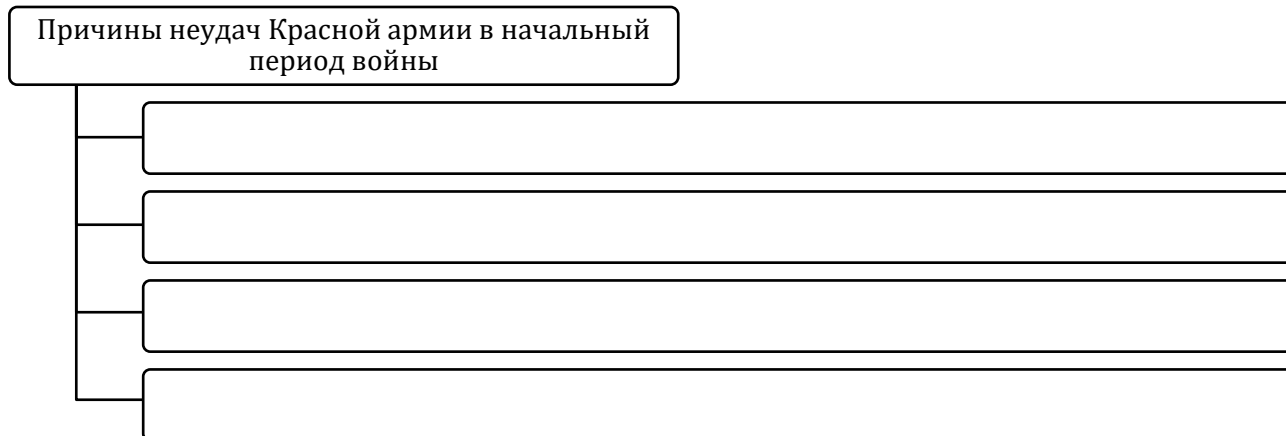 Причины неудач Красной армии в начальный
период войны